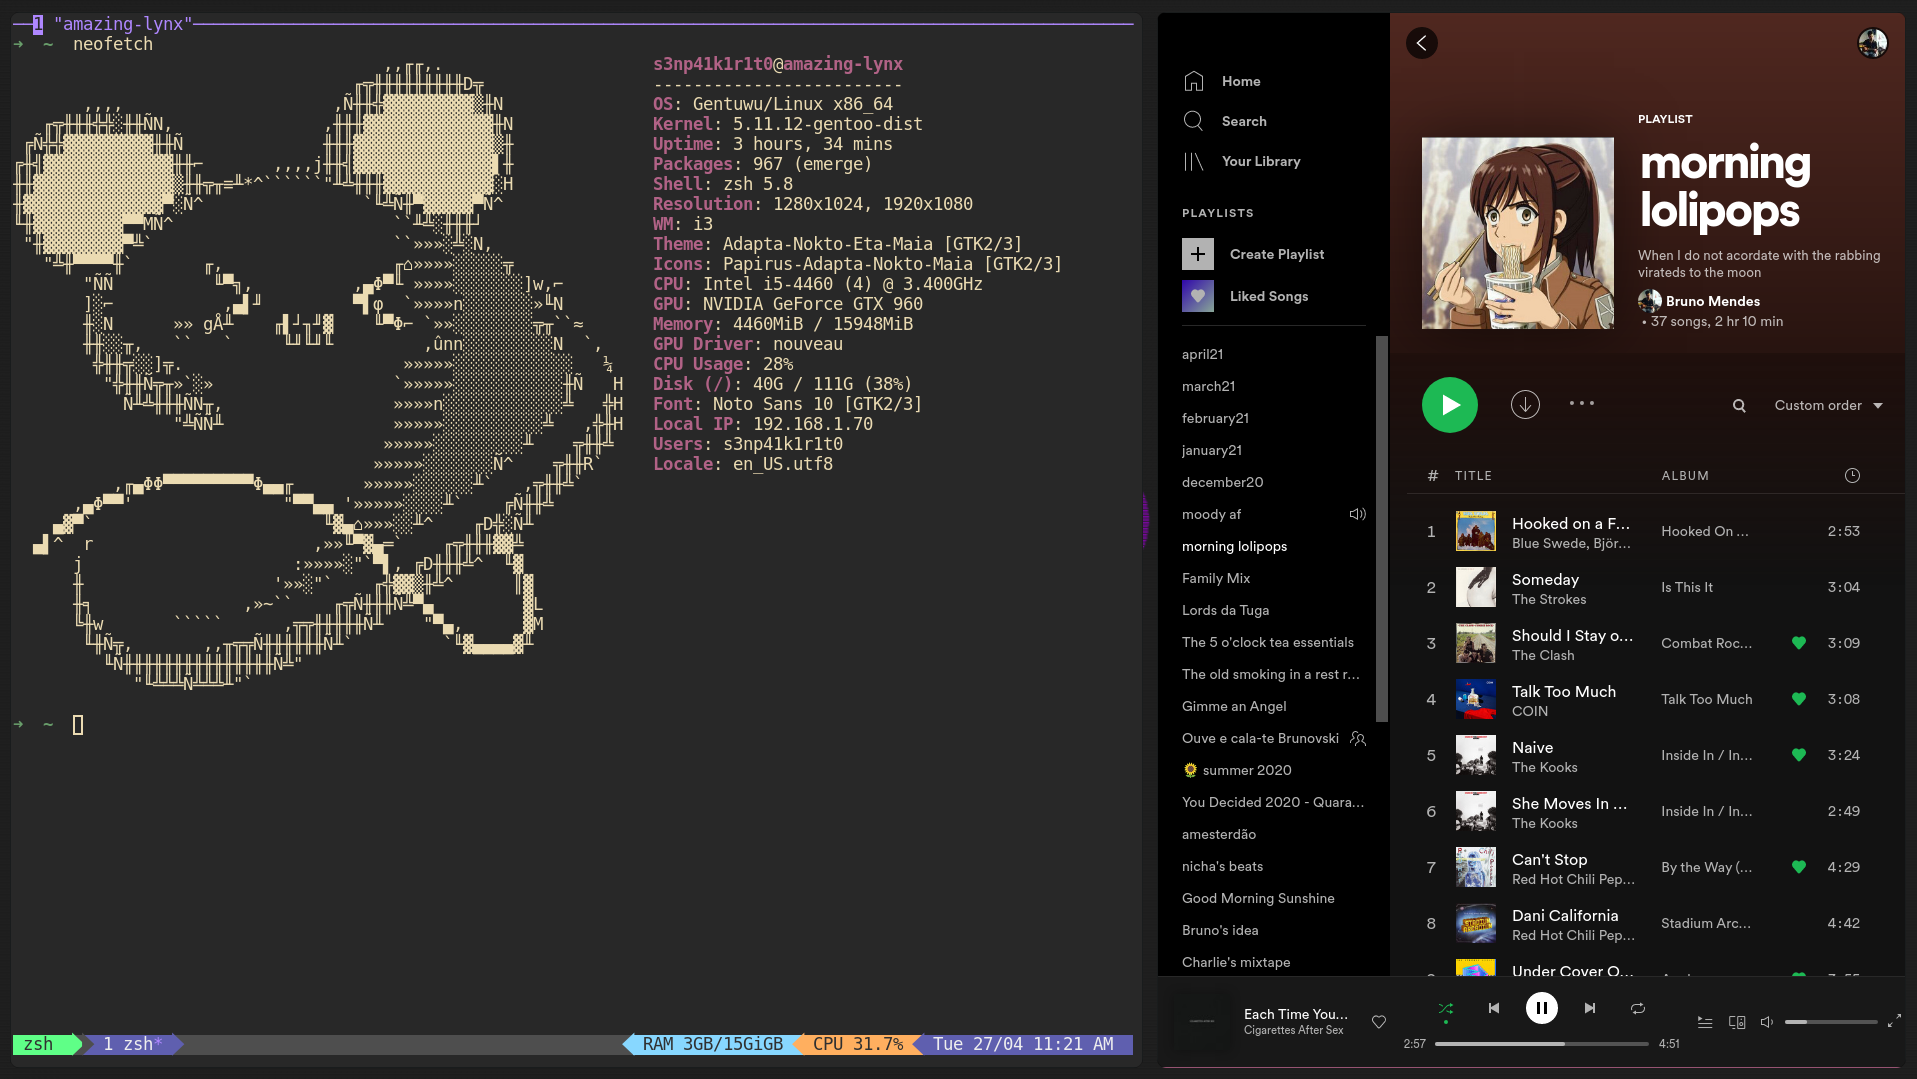 1 "amazing-lynx"
➜ ~ neofetch
s3np41k1r1t0@amazing-lynx
-------------------------
OS: Gentuwu/Linux x86_64
Kernel: 5.11.12-gentoo-dist
Uptime: 3 hours, 34 mins
Packages: 967 (emerge)
Shell: zsh 5.8
Resolution: 1280x1024, 1920x1080
WM: i3
Theme: Adapta-Nokto-Eta-Maia [GTK2/3]
Icons: Papirus-Adapta-Nokto-Maia [GTK2/3]
CPU: Intel i5-4460 (4) @ 3.400GHz
GPU: NVIDIA GeForce GTX 960
Memory: 4460MiB / 15948MiB
GPU Driver: nouveau
CPU Usage: 28%
Disk (/): 40G / 111G (38%)
Font: Noto Sans 10 [GTK2/3]
Local IP: 192.168.1.70
Users: s3np41k1r1t0
Locale: en_US.utf8
➜ ~
zsh 1 zsh* RAM 3GB/15GiGB CPU 31.7% Tue 27/04 11:21 AM
Home
Search
Your Library
PLAYLISTS
Create Playlist
Liked Songs
april21
march21
february21
january21
december20
moody af
morning lolipops
Family Mix
Lords da Tuga
The 5 o'clock tea essentials
The old smoking in a rest r...
Gimme an Angel
Ouve e cala-te Brunovski
🌻 summer 2020
You Decided 2020 - Quara...
amesterdão
nicha's beats
Good Morning Sunshine
Bruno's idea
Charlie's mixtape
PLAYLIST
morning
lolipops
When I do not acordate with the rabbing
virateds to the moon
Bruno Mendes
• 37 songs, 2 hr 10 min
Custom order
# TITLE ALBUM
1 Hooked on a F... Hooked On ... 2:53
Blue Swede, Björ...
2 Someday Is This It 3:04
The Strokes
3 Should I Stay o... Combat Roc... 3:09
The Clash
4 Talk Too Much Talk Too Much 3:08
COIN
5 Naive Inside In / In... 3:24
The Kooks
6 She Moves In ... Inside In / In... 2:49
The Kooks
7 Can't Stop By the Way (... 4:29
Red Hot Chili Pep...
8 Dani California Stadium Arc... 4:42
Red Hot Chili Pep...
Under Cover O...
Each Time You...
Cigarettes After Sex
2:57 4:51